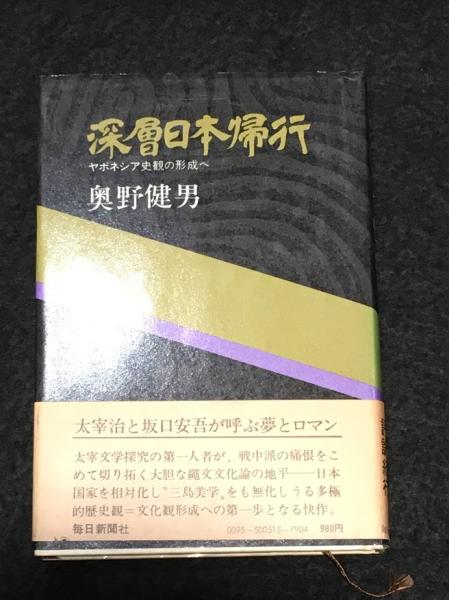 深層日本帰行
ヤポネシア史観の形成へ
奥野健男
太宰治と坂口安吾が呼ぶ夢とロマン
太宰文学探究の第一人者が、戦中派の痛恨をこ
めて切り拓く大胆な縄文文化論の地平――日本
国家を相対化し〝三島美学〟をも無化しうる多極
的歴史観=文化観形成への第一歩となる快作。
毎日新聞社
0095-500515-7904
980円